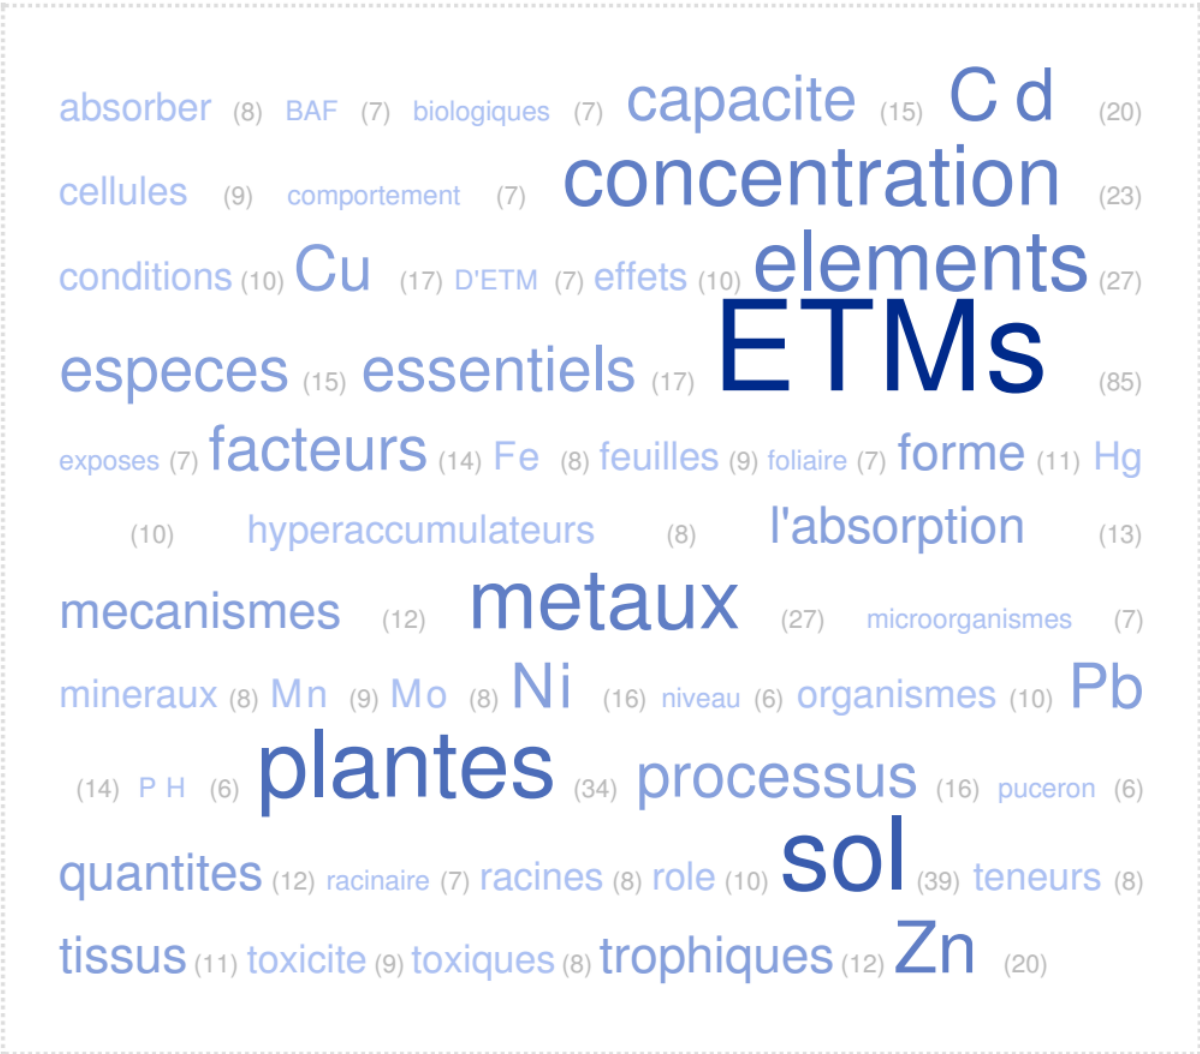 absorber (8) BAF (7) biologiques (7) capacite (15) C d (20)
cellules (9) comportement (7) concentration (23)
conditions (10) Cu (17) D'ETM (7) effets (10) elements (27)
especes (15) essentiels (17) ETMs (85)
exposes (7) facteurs (14) Fe (8) feuilles (9) foliaire (7) forme (11) Hg
(10) hyperaccumulateurs (8) l'absorption (13)
mecanismes (12) metaux (27) microorganismes (7)
mineraux (8) Mn (9) Mo (8) Ni (16) niveau (6) organismes (10) Pb
(14) P H (6) plantes (34) processus (16) puceron (6)
quantites (12) racinaire (7) racines (8) role (10) sol (39) teneurs (8)
tissus (11) toxicite (9) toxiques (8) trophiques (12) Zn (20)